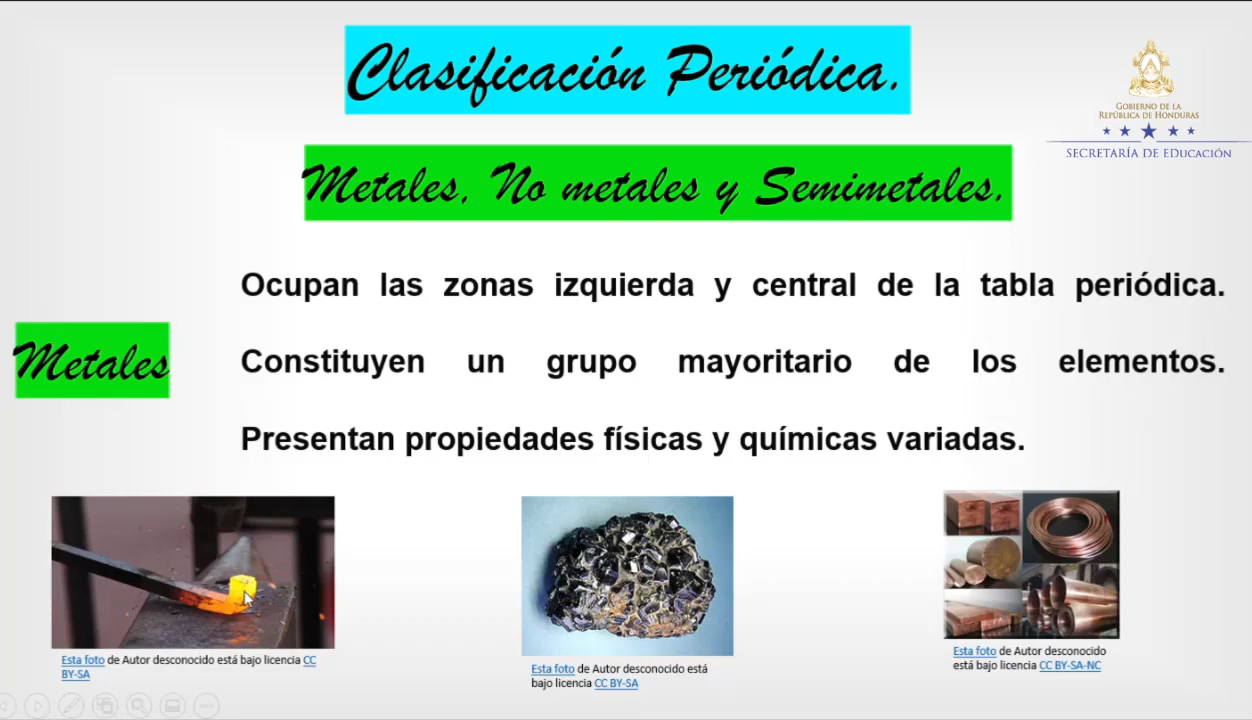 Clasificación Periódica.
GOBIERNO DE LA
REPÚBLICA DE HONDURAS
SECRETARÍA DE EDUCACIÓN
Metales, No metales y Semimetales.
Metales
Ocupan las zonas izquierda y central de la tabla periódica.
Constituyen un grupo mayoritario de los elementos.
Presentan propiedades físicas y químicas variadas.
Esta foto de Autor desconocido está bajo licencia CC
BY-SA
Esta foto de Autor desconocido está
bajo licencia CC BY-SA
Esta foto de Autor desconocido
está bajo licencia CC BY-SA-NC